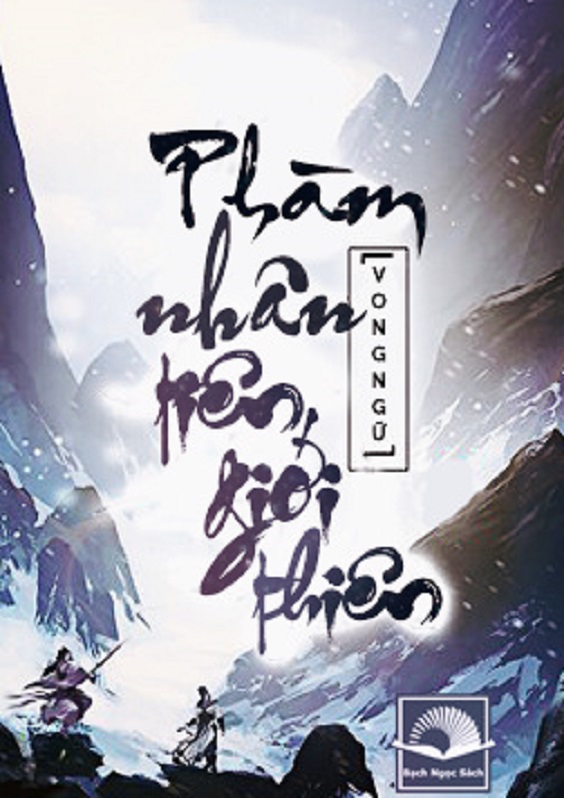 Phàm
nhân
tiên
giới
thiên
[VONG NGỮ]
Bạch Ngọc Sách